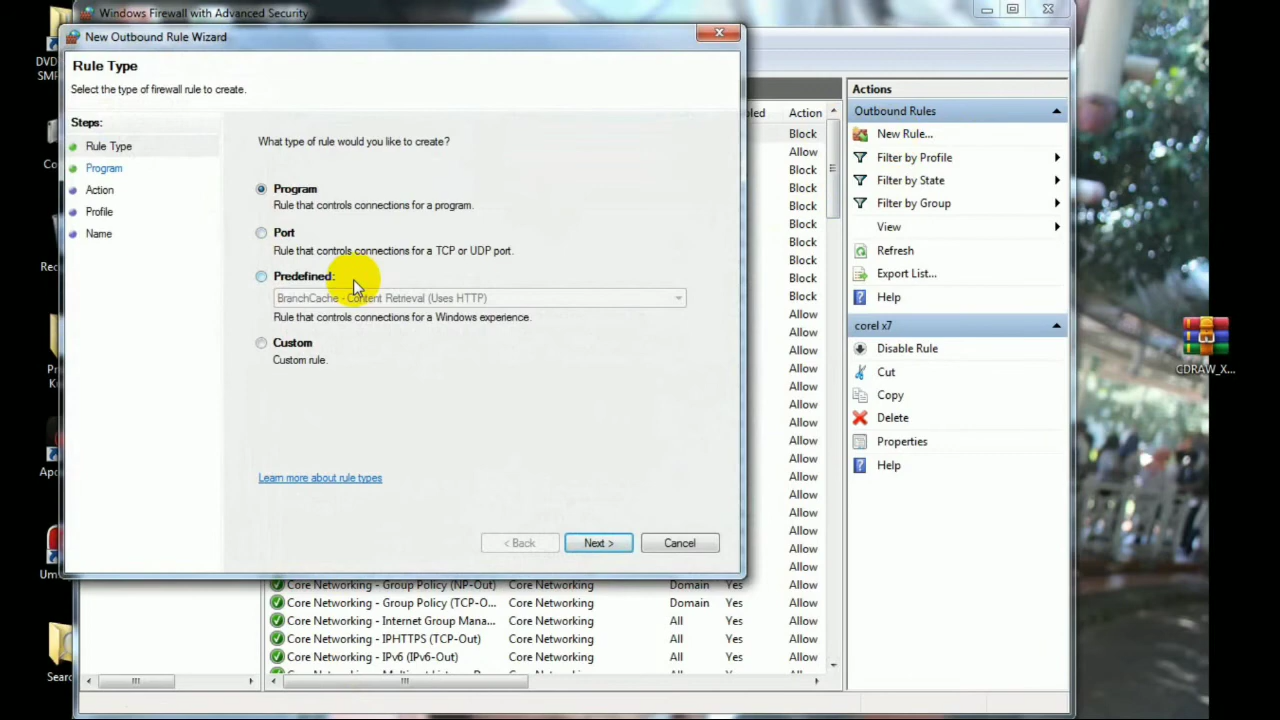 Windows Firewall with Advanced Security
New Outbound Rule Wizard
Rule Type
Select the type of firewall rule to create.
Steps:
Rule Type
Program
Action
Profile
Name
What type of rule would you like to create?
Program
Rule that controls connections for a program.
Port
Rule that controls connections for a TCP or UDP port.
Predefined:
BranchCache - Content Retrieval (Uses HTTP)
Rule that controls connections for a Windows experience.
Custom
Custom rule.
Learn more about rule types
< Back
Next >
Cancel
Action
Block
Allow
Block
Block
Block
Block
Block
Block
Block
Block
Allow
Allow
Allow
Allow
Allow
Allow
Allow
Allow
Allow
Allow
Allow
Allow
Allow
Allow
Core Networking - Group Policy (NP-Out) Core Networking Domain Yes Allow
Core Networking - Group Policy (TCP-O... Core Networking Domain Yes Allow
Core Networking - Internet Group Mana... Core Networking All Yes Allow
Core Networking - IPHTTPS (TCP-Out) Core Networking All Yes Allow
Core Networking - IPv6 (IPv6-Out) Core Networking All Yes Allow
Actions
Outbound Rules
New Rule...
Filter by Profile
Filter by State
Filter by Group
View
Refresh
Export List...
Help
corel x7
Disable Rule
Cut
Copy
Delete
Properties
Help
CDRAW_X...
DVD
SMF
Co
Rec
Pr
Ku
Apo
Um
Sear